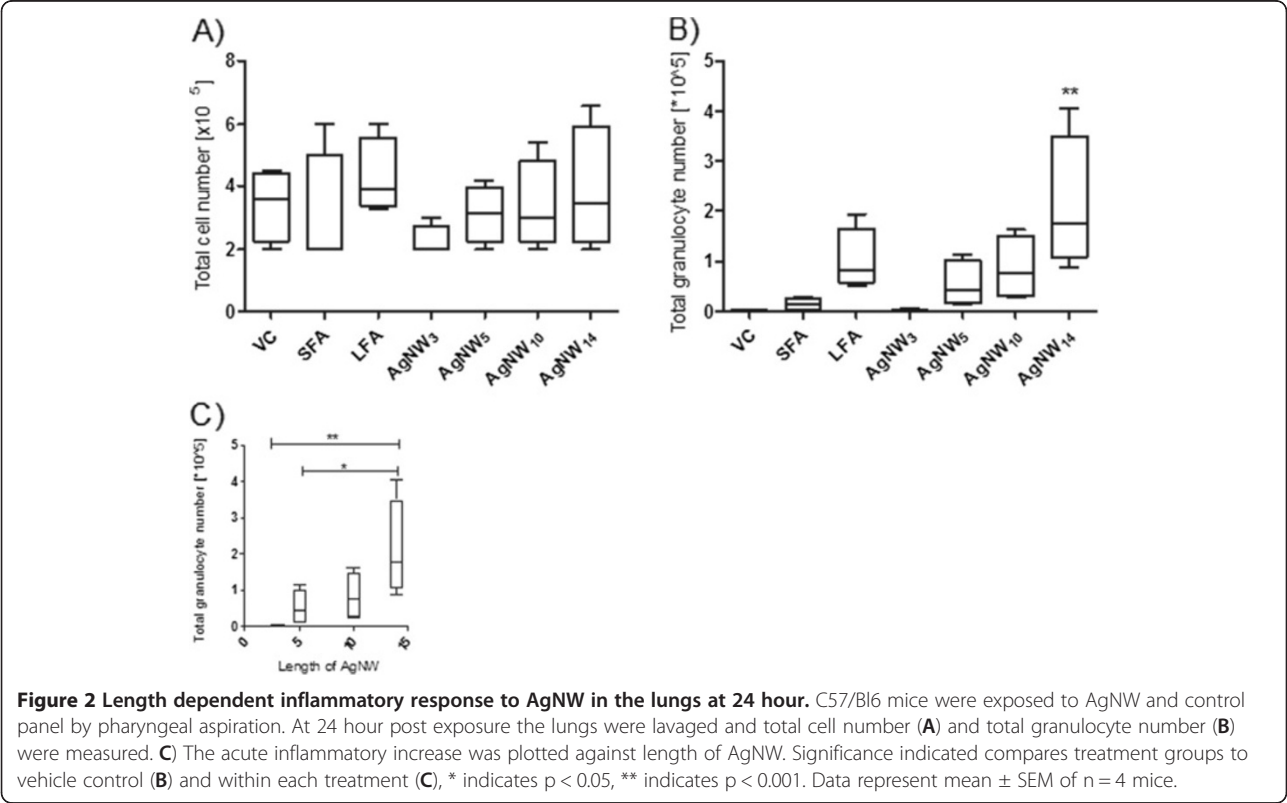 A)
Total cell number [x10^5]
8
6
4
2
0
VC
SFA
LFA
AgNW3
AgNW5
AgNW10
AgNW14
B)
Total granulocyte number [*10^5]
5
4
3
2
1
0
**
VC
SFA
LFA
AgNW3
AgNW5
AgNW10
AgNW14
C)
Total granulocyte number [*10^5]
5
4
3
2
1
0
**
*
0
5
10
15
Length of AgNW
Figure 2 Length dependent inflammatory response to AgNW in the lungs at 24 hour. C57/Bl6 mice were exposed to AgNW and control
panel by pharyngeal aspiration. At 24 hour post exposure the lungs were lavaged and total cell number (A) and total granulocyte number (B)
were measured. C) The acute inflammatory increase was plotted against length of AgNW. Significance indicated compares treatment groups to
vehicle control (B) and within each treatment (C), * indicates p < 0.05, ** indicates p < 0.001. Data represent mean ± SEM of n = 4 mice.